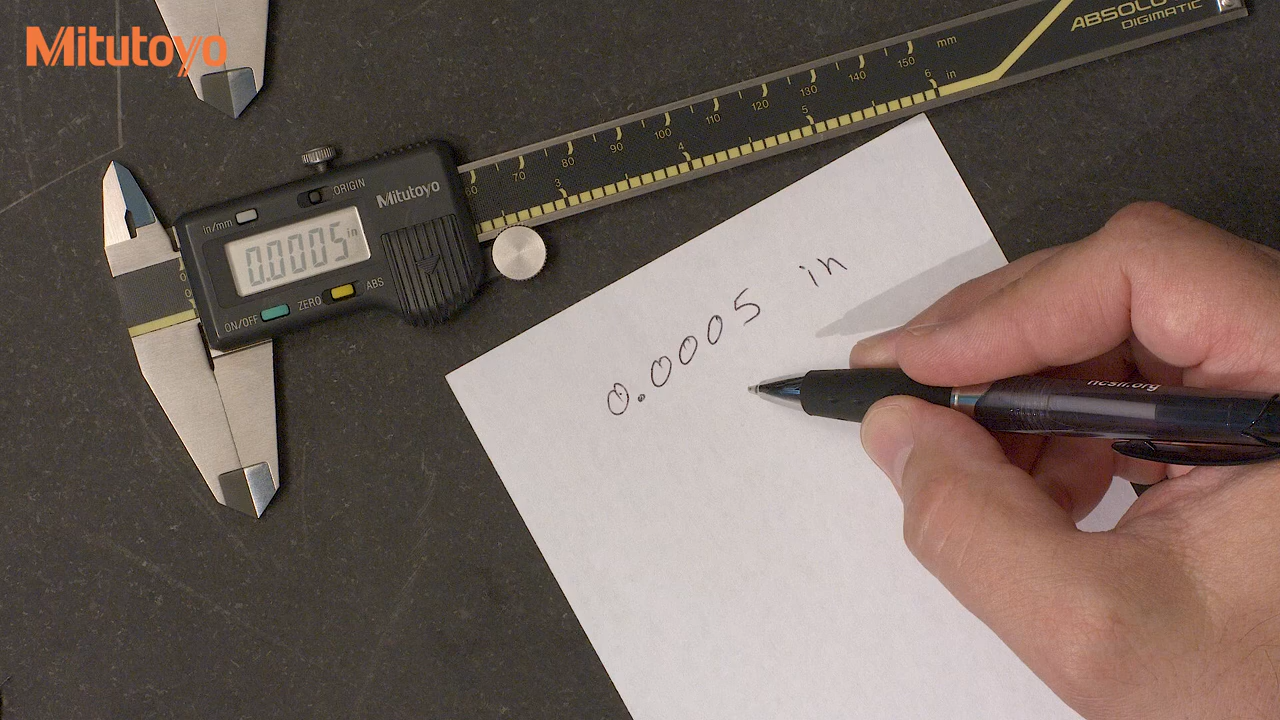 Mitutoyo
ABSOLU
DIGIMATIC
mm
60 70 80 90 100 110 120 130 140 150
3 4 5 6 in
ORIGIN
Mitutoyo
in/mm
0.0005 in
ON/OFF ZERO ABS
0.0005 in
ncsli.org